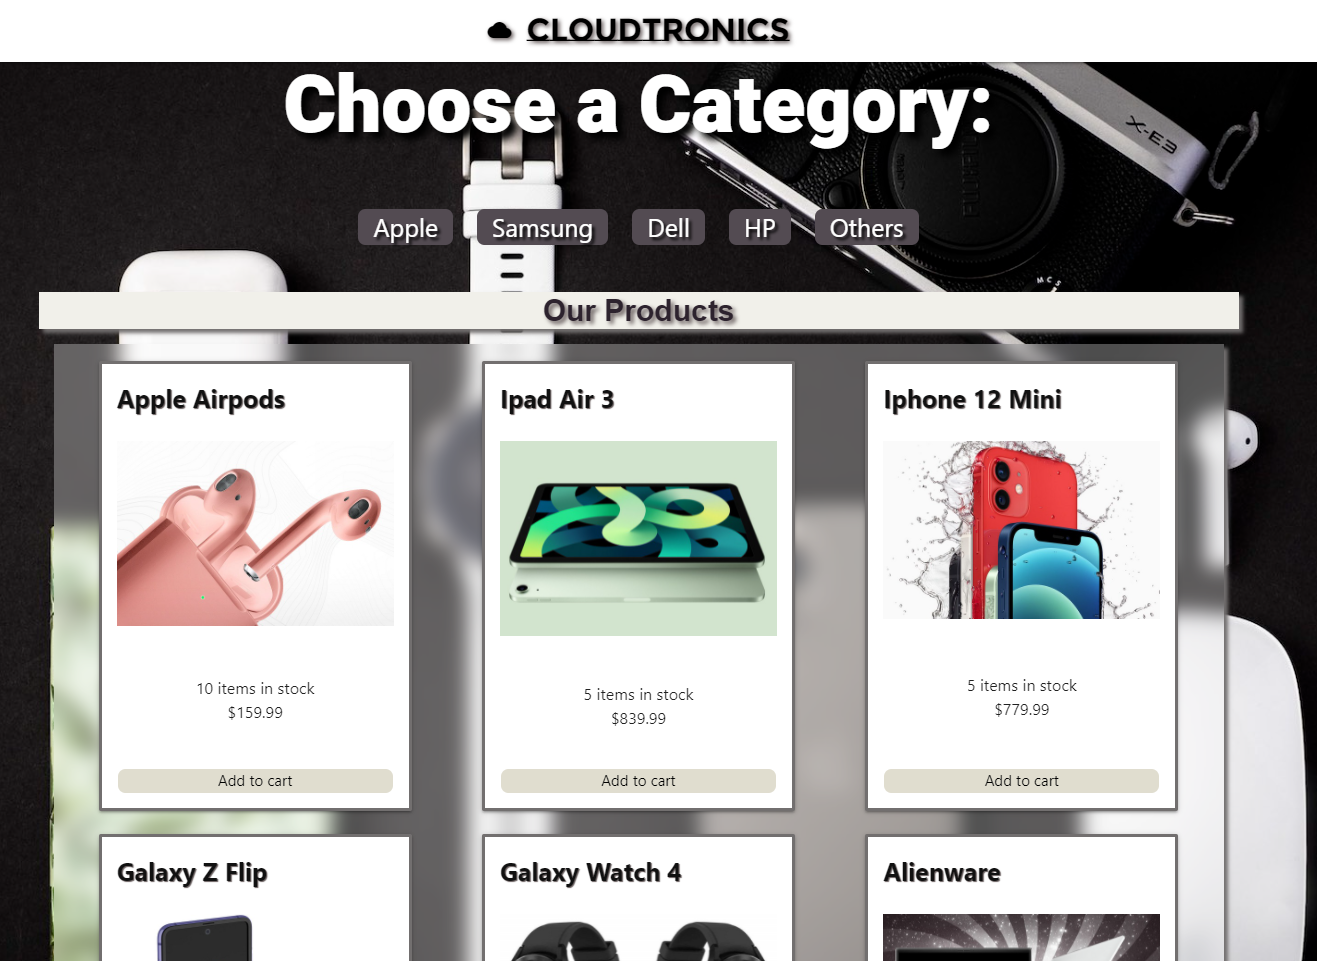 CLOUDTRONICS
Choose a Category:
X-E3
Apple Samsung Dell HP Others
Our Products
Apple Airpods
Ipad Air 3
Iphone 12 Mini
10 items in stock
$159.99
5 items in stock
$839.99
5 items in stock
$779.99
Add to cart
Add to cart
Add to cart
Galaxy Z Flip
Galaxy Watch 4
Alienware